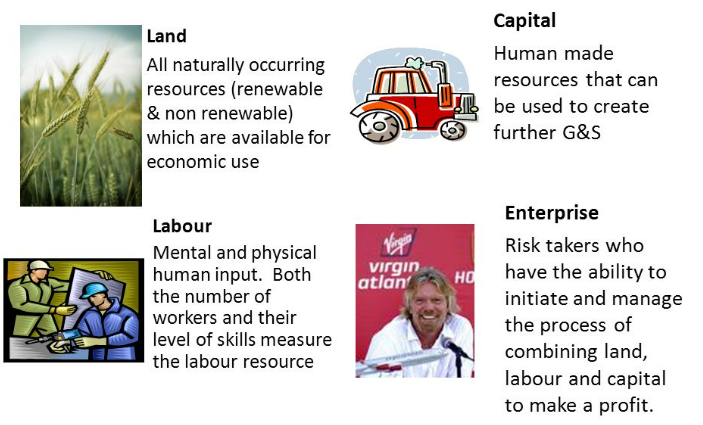 Land
All naturally occurring
resources (renewable
& non renewable)
which are available for
economic use
Capital
Human made
resources that can
be used to create
further G&S
Labour
Mental and physical
human input.  Both
the number of
workers and their
level of skills measure
the labour resource
Enterprise
Risk takers who
have the ability to
initiate and manage
the process of
combining land,
labour and capital
to make a profit.
Virgin
virgin
atlan
HO